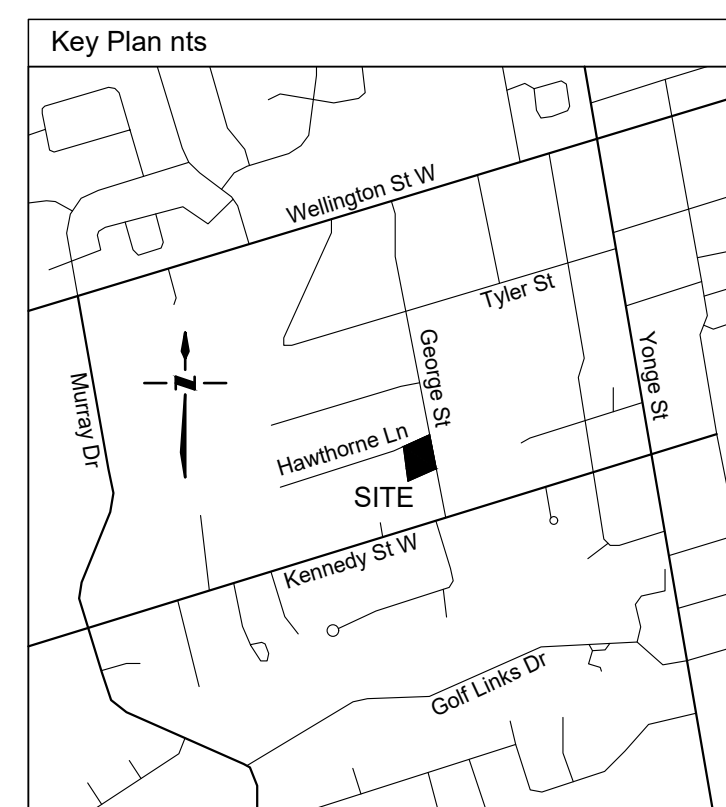 Key Plan nts
Wellington St W
Tyler St
George St
Yonge St
Murray Dr
N
Hawthorne Ln
SITE
Kennedy St W
Golf Links Dr